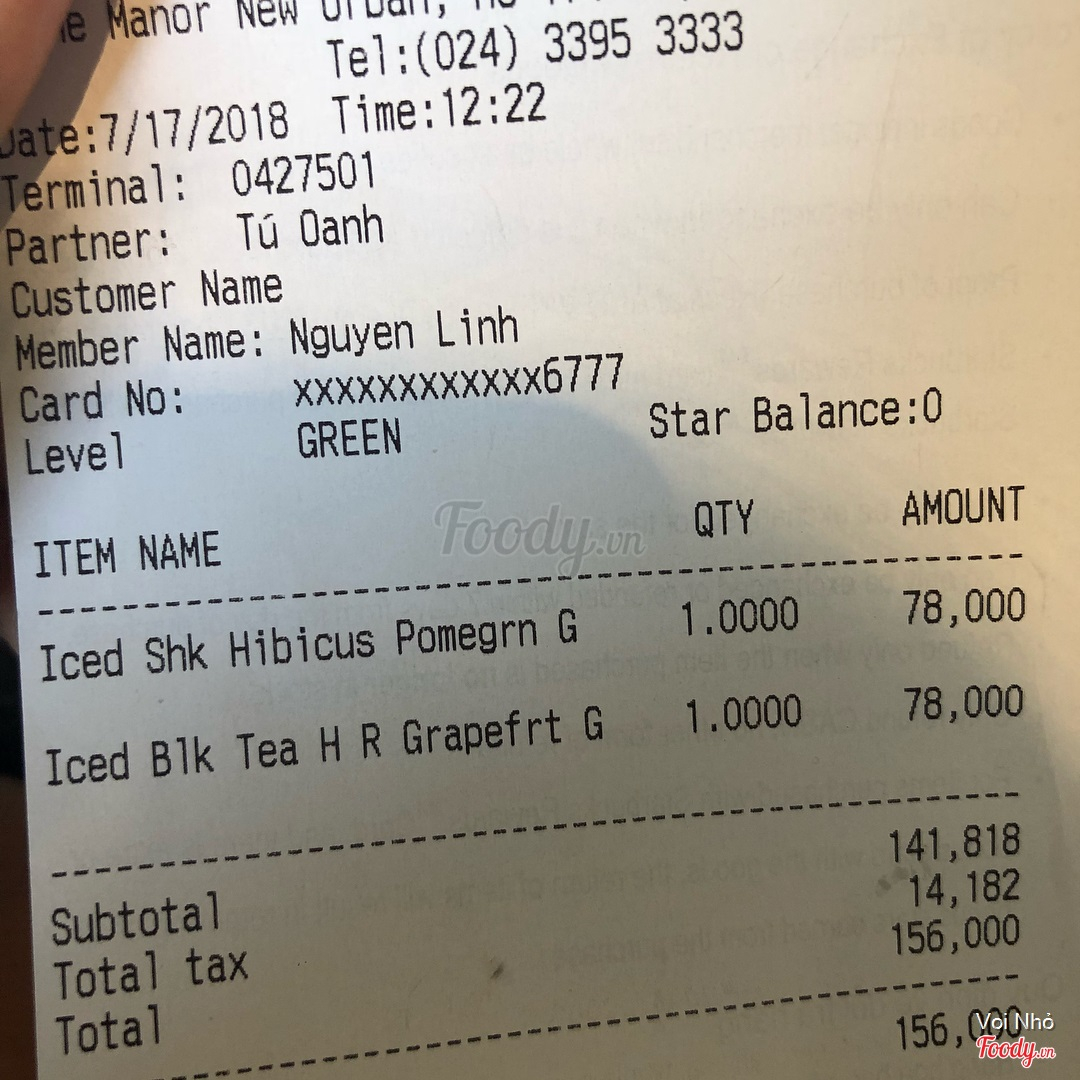 Manor New Urban,
Tel:(024) 3395 3333
Date:7/17/2018 Time:12:22
Terminal: 0427501
Partner: Tú Oanh
Customer Name
Member Name: Nguyen Linh
Card No: xxxxxxxxxxxx6777
Level GREEN Star Balance:0
ITEM NAME QTY AMOUNT
Iced Shk Hibicus Pomegrn G 1.0000 78,000
Iced Blk Tea H R Grapefrt G 1.0000 78,000
Subtotal 141,818
Total tax 14,182
Total 156,000
156,000
Foody.vn
Voi Nhỏ
Foody.vn